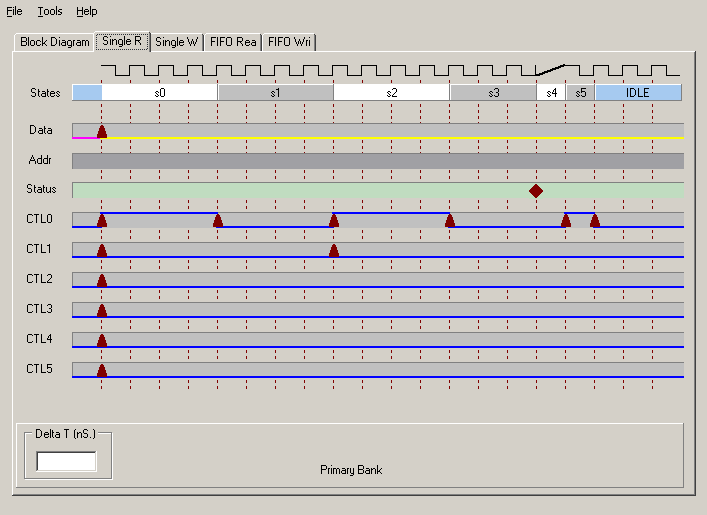 File Tools Help
Block Diagram Single R Single W FIFO Rea FIFO Wri
States s0 s1 s2 s3 s4 s5 IDLE
Data
Addr
Status
CTL0
CTL1
CTL2
CTL3
CTL4
CTL5
Delta T (nS.)
Primary Bank